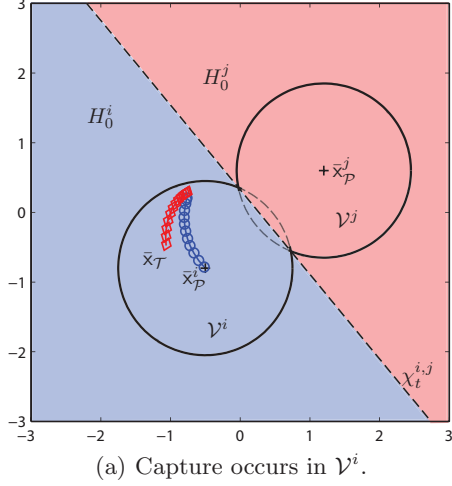 3
2
1
0
−1
−2
−3
−3 −2 −1 0 1 2 3
H_0^i
H_0^j
x̄_P^j
V^j
x̄_T
x̄_P^i
V^i
χ_t^{i,j}
(a) Capture occurs in V^i.